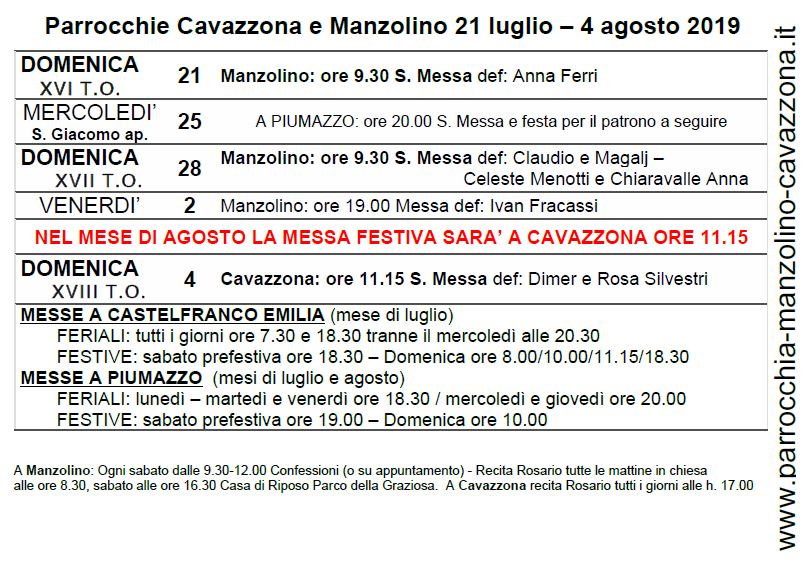 Parrocchie Cavazzona e Manzolino 21 luglio – 4 agosto 2019
DOMENICA
XVI T.O.
21
Manzolino: ore 9.30 S. Messa def: Anna Ferri
MERCOLEDI’
S. Giacomo ap.
25
A PIUMAZZO: ore 20.00 S. Messa e festa per il patrono a seguire
DOMENICA
XVII T.O.
28
Manzolino: ore 9.30 S. Messa def: Claudio e Magalj –
Celeste Menotti e Chiaravalle Anna
VENERDI’
2
Manzolino: ore 19.00 Messa def: Ivan Fracassi
NEL MESE DI AGOSTO LA MESSA FESTIVA SARA’ A CAVAZZONA ORE 11.15
DOMENICA
XVIII T.O.
4
Cavazzona: ore 11.15 S. Messa def: Dimer e Rosa Silvestri
MESSE A CASTELFRANCO EMILIA (mese di luglio)
FERIALI: tutti i giorni ore 7.30 e 18.30 tranne il mercoledì alle 20.30
FESTIVE: sabato prefestiva ore 18.30 – Domenica ore 8.00/10.00/11.15/18.30
MESSE A PIUMAZZO (mesi di luglio e agosto)
FERIALI: lunedì – martedì e venerdì ore 18.30 / mercoledì e giovedì ore 20.00
FESTIVE: sabato prefestiva ore 19.00 – Domenica ore 10.00
A Manzolino: Ogni sabato dalle 9.30-12.00 Confessioni (o su appuntamento) - Recita Rosario tutte le mattine in chiesa
alle ore 8.30, sabato alle ore 16.30 Casa di Riposo Parco della Graziosa. A Cavazzona recita Rosario tutti i giorni alle h. 17.00
www.parrocchia-manzolino-cavazzona.it